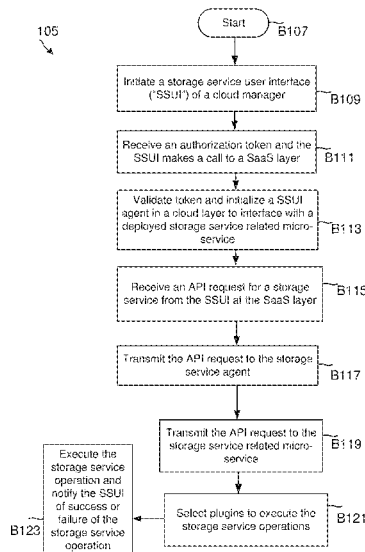 105
Start
B107
Initiate a storage service user interface
("SSUI") of a cloud manager
B109
Receive an authorization token and the
SSUI makes a call to a SaaS layer
B111
Validate token and initialize a SSUI
agent in a cloud layer to interface with a
deployed storage service related micro-
service
B113
Receive an API request for a storage
service from the SSUI at the SaaS layer
B115
Transmit the API request to the storage
service agent
B117
Transmit the API request to the
storage service related micro-
service
B119
Select plugins to execute the
storage service operations
B121
Execute the
storage service
operation and
notify the SSUI
of success or
failure of the
storage service
operation
B123